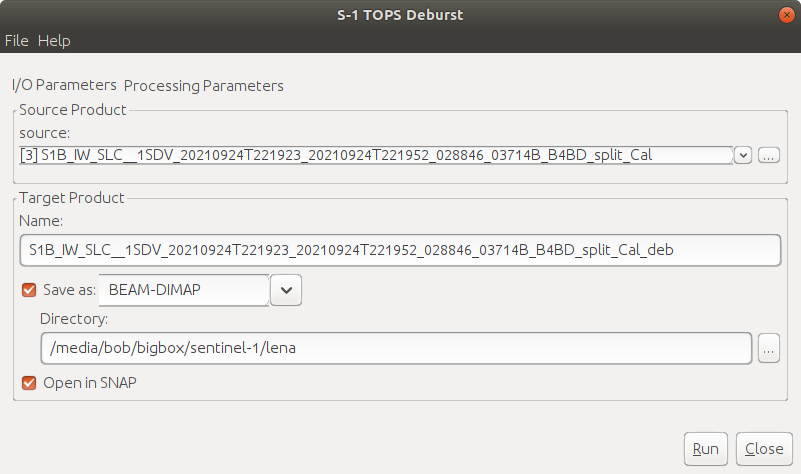 S-1 TOPS Deburst
File Help
I/O Parameters Processing Parameters
Source Product
source:
[3] S1B_IW_SLC__1SDV_20210924T221923_20210924T221952_028846_03714B_B4BD_split_Cal
...
Target Product
Name:
S1B_IW_SLC__1SDV_20210924T221923_20210924T221952_028846_03714B_B4BD_split_Cal_deb
Save as: BEAM-DIMAP
Directory:
/media/bob/bigbox/sentinel-1/lena
...
Open in SNAP
Run Close